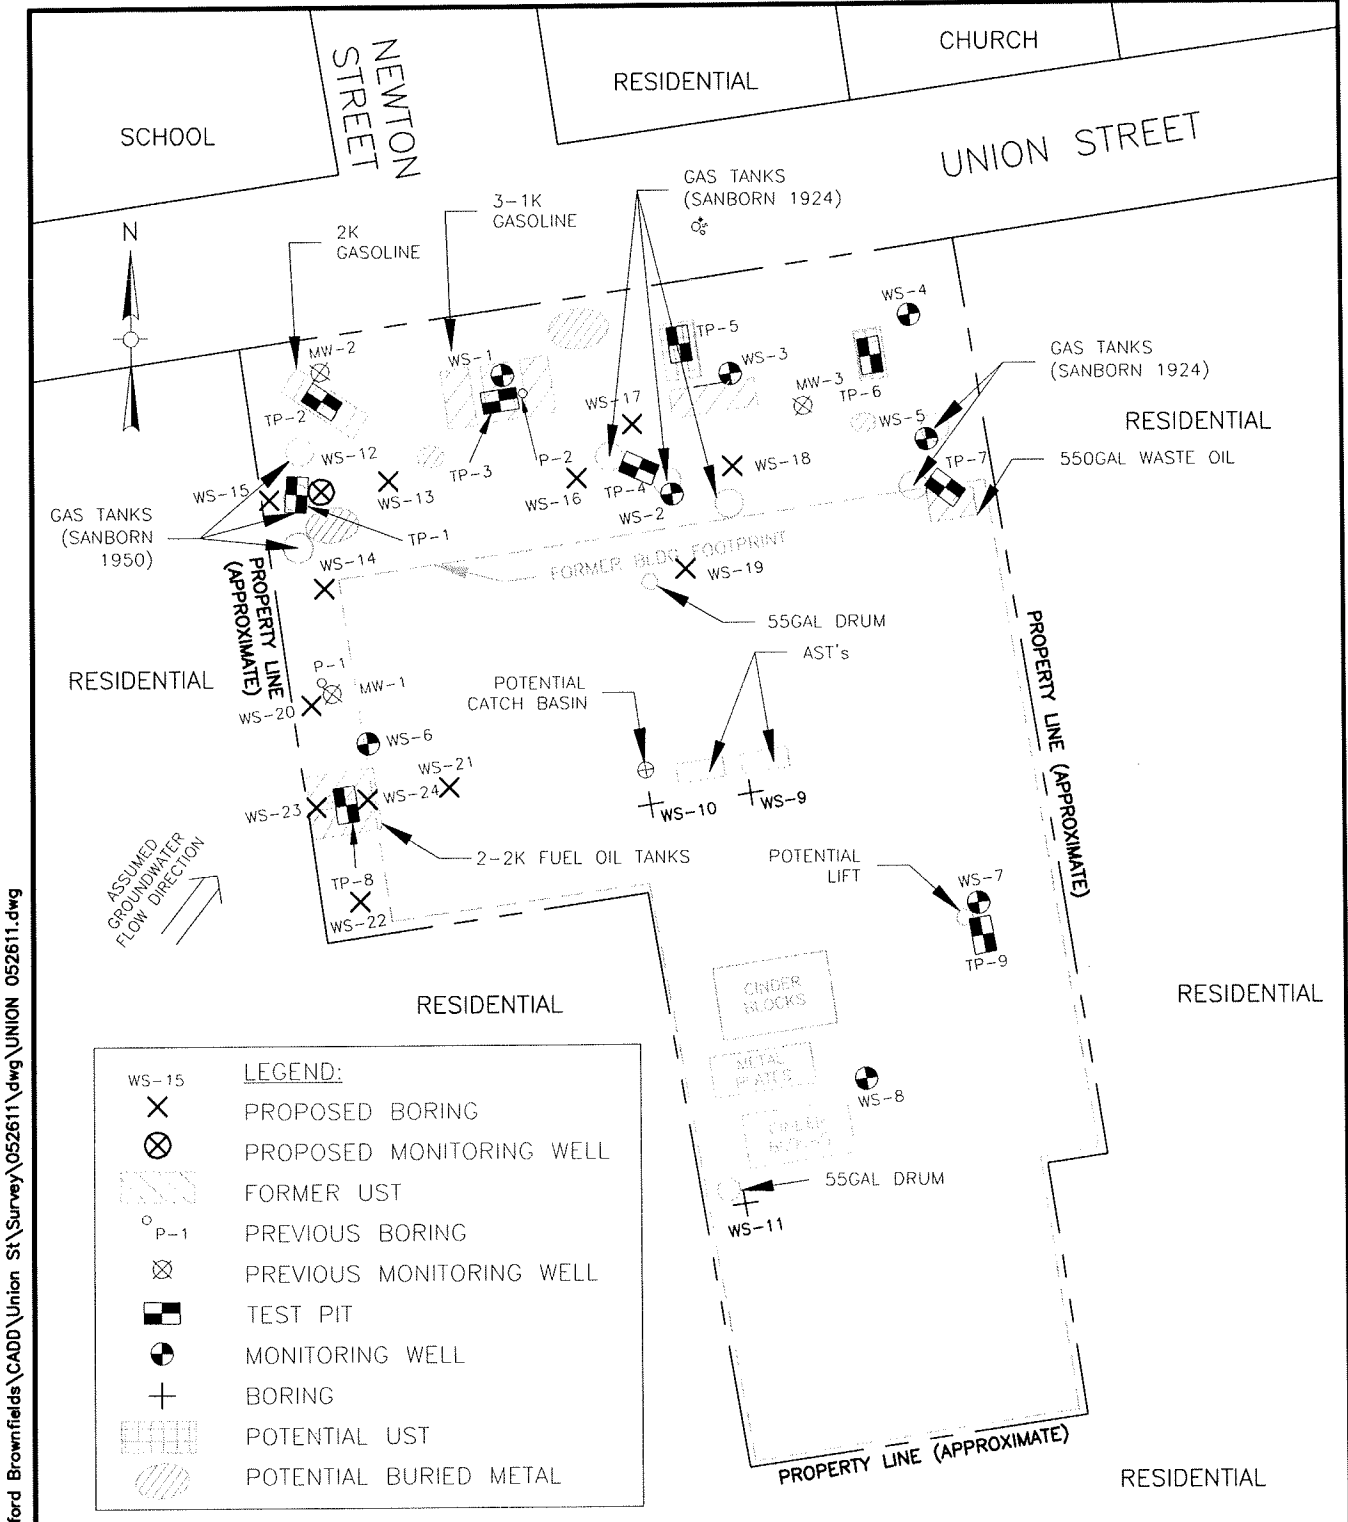 CHURCH
RESIDENTIAL
SCHOOL
NEWTON
STREET
UNION STREET
GAS TANKS
(SANBORN 1924)
3-1K
GASOLINE
2K
GASOLINE
N
WS-4
TP-5
MW-2
WS-1
WS-3
GAS TANKS
(SANBORN 1924)
MW-3
TP-6
WS-17
WS-5
TP-2
RESIDENTIAL
WS-12
TP-3
P-2
WS-18
TP-7
550GAL WASTE OIL
WS-15
WS-13
WS-16
TP-4
WS-2
GAS TANKS
(SANBORN
1950)
TP-1
FORMER BLDG FOOTPRINT
WS-14
WS-19
PROPERTY LINE
(APPROXIMATE)
55GAL DRUM
AST's
PROPERTY LINE (APPROXIMATE)
RESIDENTIAL
P-1
MW-1
POTENTIAL
CATCH BASIN
WS-20
WS-6
WS-21
WS-23
WS-24
WS-10
WS-9
2-2K FUEL OIL TANKS
POTENTIAL
LIFT
ASSUMED
GROUNDWATER
FLOW DIRECTION
TP-8
WS-22
WS-7
TP-9
CINDER
BLOCKS
RESIDENTIAL
RESIDENTIAL
METAL
PLATES
WS-8
55GAL DRUM
WS-11
LEGEND:
WS-15
PROPOSED BORING
PROPOSED MONITORING WELL
FORMER UST
P-1
PREVIOUS BORING
PREVIOUS MONITORING WELL
TEST PIT
MONITORING WELL
BORING
POTENTIAL UST
POTENTIAL BURIED METAL
PROPERTY LINE (APPROXIMATE)
RESIDENTIAL
ford Brownfields\CADD\Union St\Survey\052611\dwg\UNION 052611.dwg